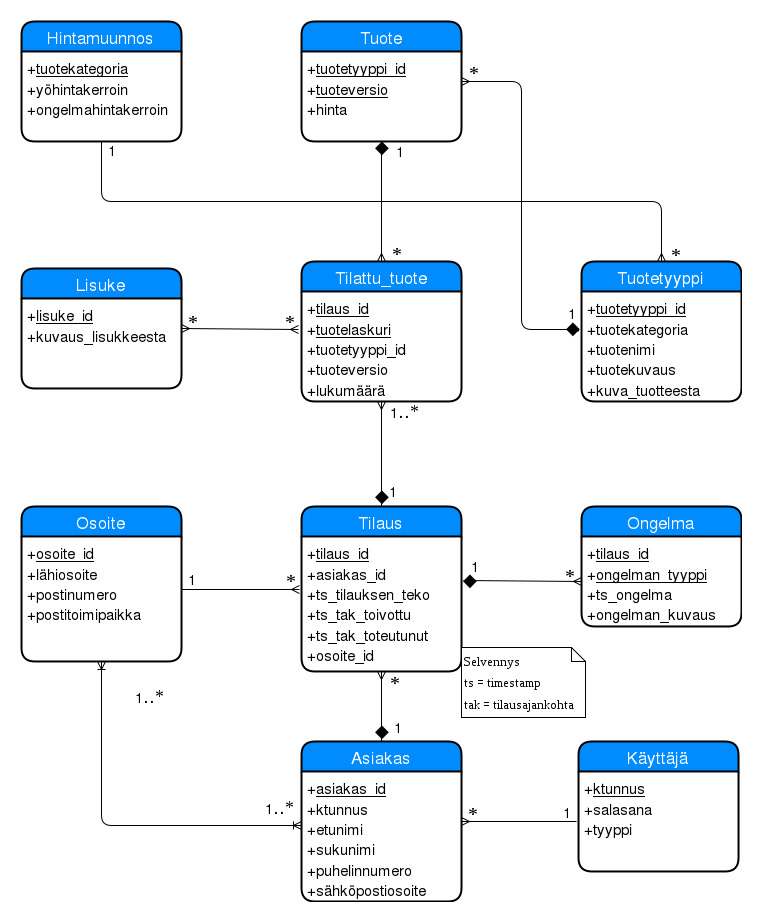 Hintamuunnos
+tuotekategoria
+yöhintakerroin
+ongelmahintakerroin
1
Tuote
+tuotetyyppi_id
+tuoteversio
+hinta
*
1
*
*
Lisuke
+lisuke_id
+kuvaus_lisukkeesta
*
*
Tilattu_tuote
+tilaus_id
+tuotelaskuri
+tuotetyyppi_id
+tuoteversio
+lukumäärä
1..*
1
Tuotetyyppi
+tuotetyyppi_id
+tuotekategoria
+tuotenimi
+tuotekuvaus
+kuva_tuotteesta
1
Osoite
+osoite_id
+lähiosoite
+postinumero
+postitoimipaikka
1
*
1..*
Tilaus
+tilaus_id
+asiakas_id
+ts_tilauksen_teko
+ts_tak_toivottu
+ts_tak_toteutunut
+osoite_id
1
*
Ongelma
+tilaus_id
+ongelman_tyyppi
+ts_ongelma
+ongelman_kuvaus
Selvennys
ts = timestamp
tak = tilausajankohta
*
1
1..*
Asiakas
+asiakas_id
+ktunnus
+etunimi
+sukunimi
+puhelinnumero
+sähköpostiosoite
*
1
Käyttäjä
+ktunnus
+salasana
+tyyppi